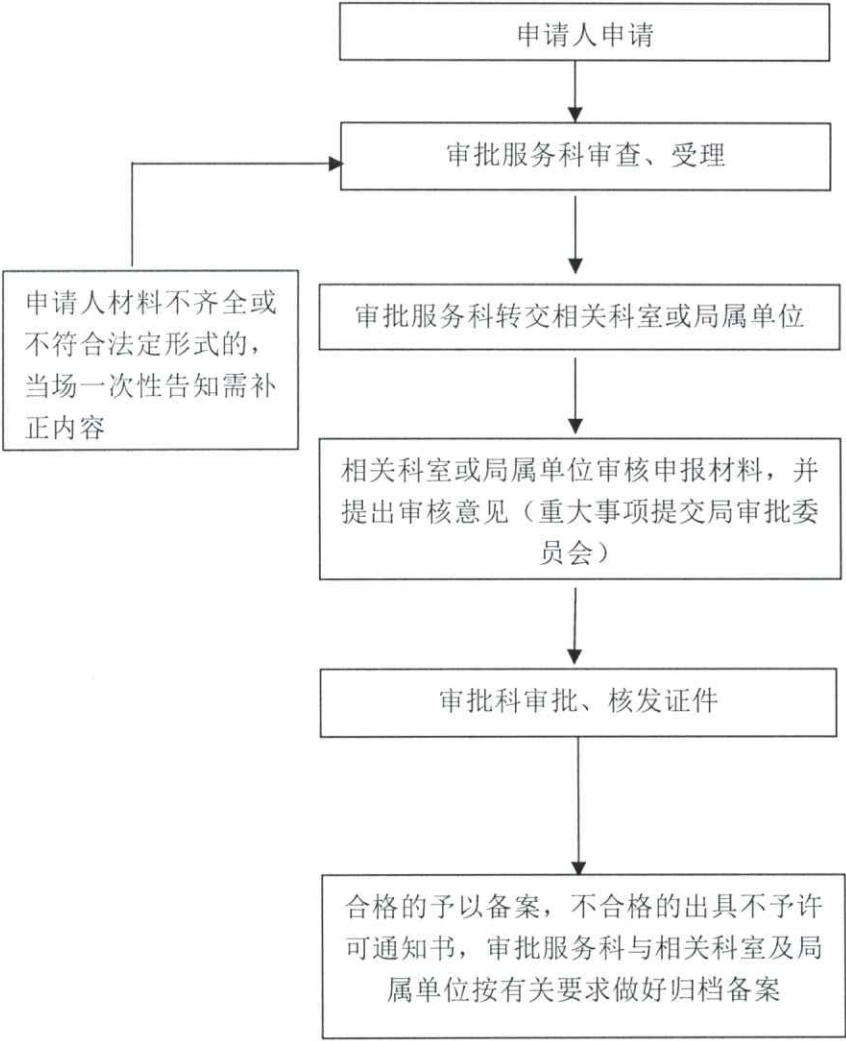 申请人申请
审批服务科审查、受理
申请人材料不齐全或
不符合法定形式的，
当场一次性告知需补
正内容
审批服务科转交相关科室或局属单位
相关科室或局属单位审核申报材料，并
提出审核意见（重大事项提交局审批委
员会）
审批科审批、核发证件
合格的予以备案，不合格的出具不予许
可通知书，审批服务科与相关科室及局
属单位按有关要求做好归档备案